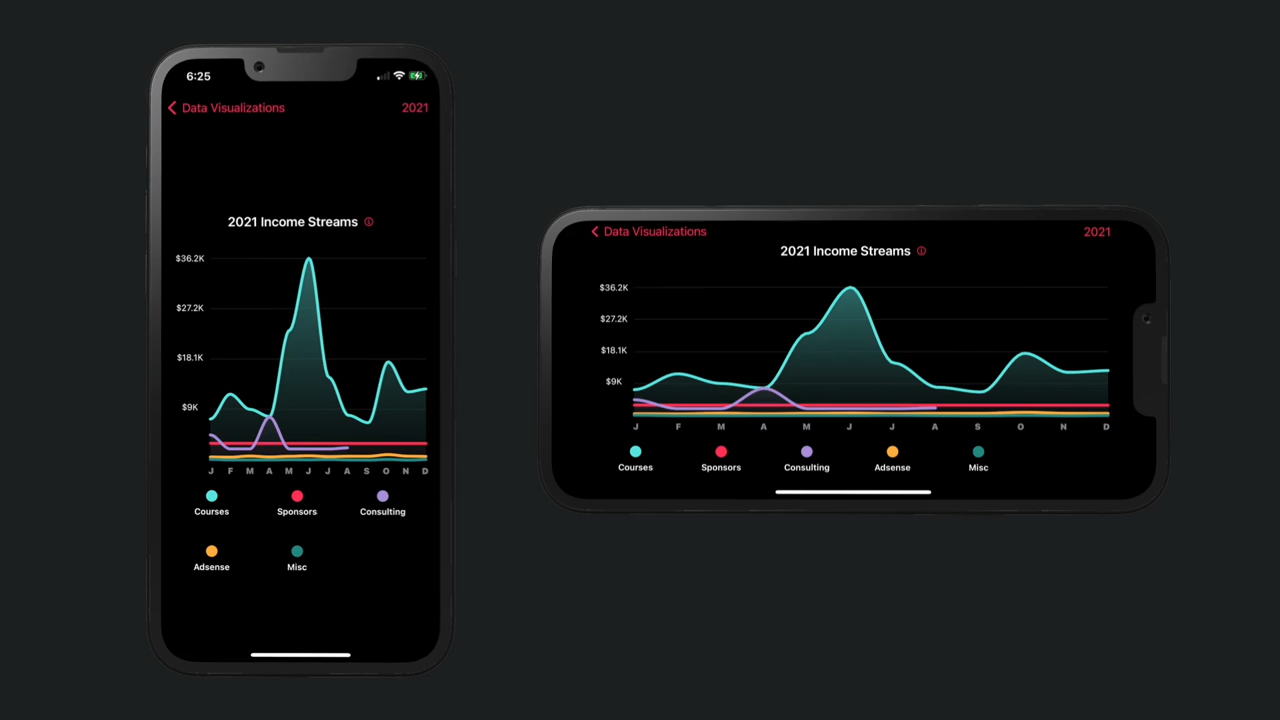 6:25
Data Visualizations
2021
2021 Income Streams
$36.2K
$27.2K
$18.1K
$9K
J F M A M J J A S O N D
Courses Sponsors Consulting
Adsense Misc
Data Visualizations
2021
2021 Income Streams
$36.2K
$27.2K
$18.1K
$9K
J F M A M J J A S O N D
Courses Sponsors Consulting Adsense Misc